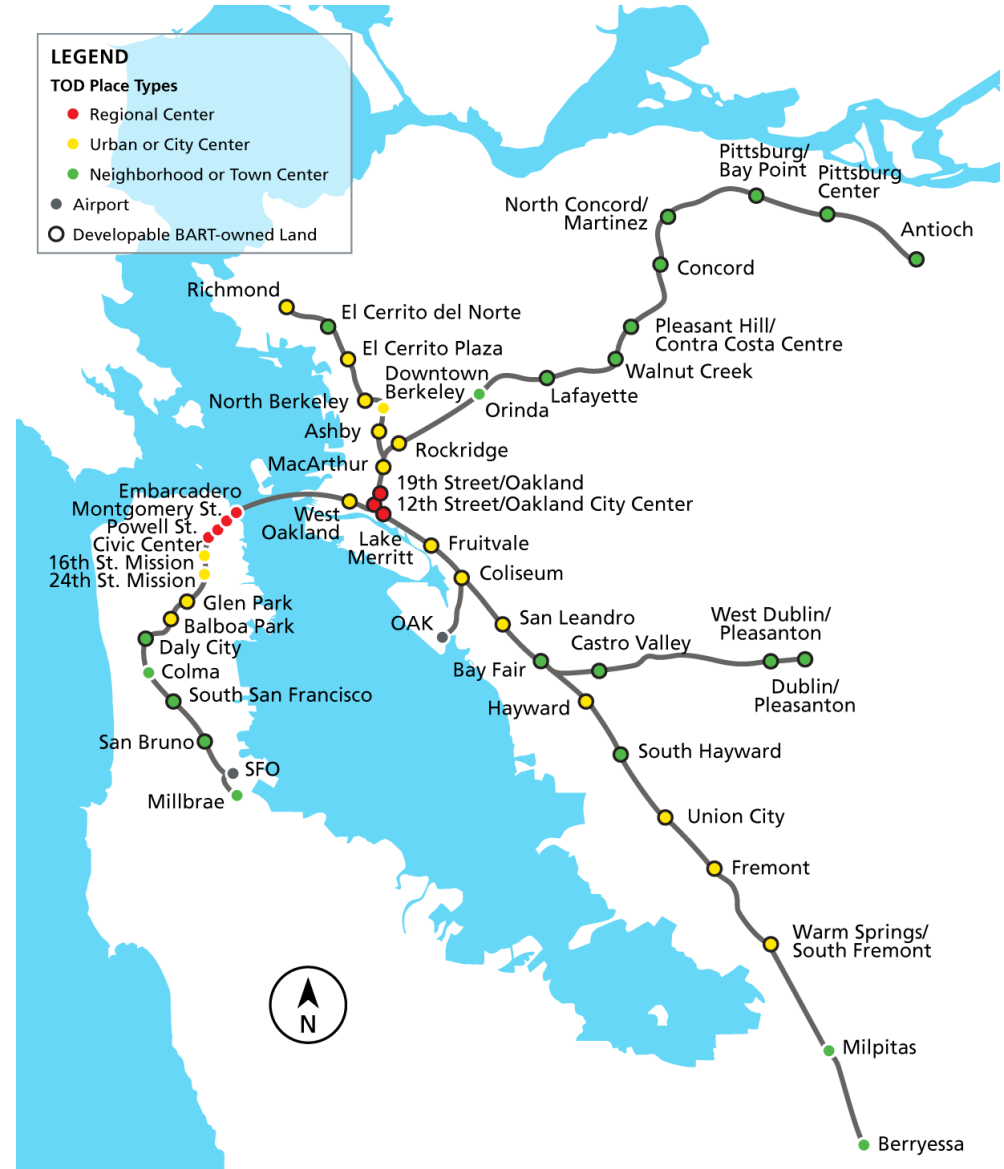 LEGEND
TOD Place Types
Regional Center
Urban or City Center
Neighborhood or Town Center
Airport
Developable BART-owned Land
Pittsburg/
Bay Point
Pittsburg
Center
North Concord/
Martinez
Antioch
Concord
Richmond
El Cerrito del Norte
Pleasant Hill/
Contra Costa Centre
El Cerrito Plaza
Walnut Creek
Downtown
Berkeley
Lafayette
North Berkeley
Orinda
Ashby
Rockridge
MacArthur
19th Street/Oakland
12th Street/Oakland City Center
Embarcadero
Montgomery St.
Powell St.
Civic Center
16th St. Mission
24th St. Mission
West
Oakland
Lake
Merritt
Fruitvale
Coliseum
Glen Park
Balboa Park
Daly City
Colma
OAK
San Leandro
Castro Valley
West Dublin/
Pleasanton
Bay Fair
Dublin/
Pleasanton
South San Francisco
Hayward
San Bruno
South Hayward
SFO
Millbrae
Union City
Fremont
Warm Springs/
South Fremont
N
Milpitas
Berryessa